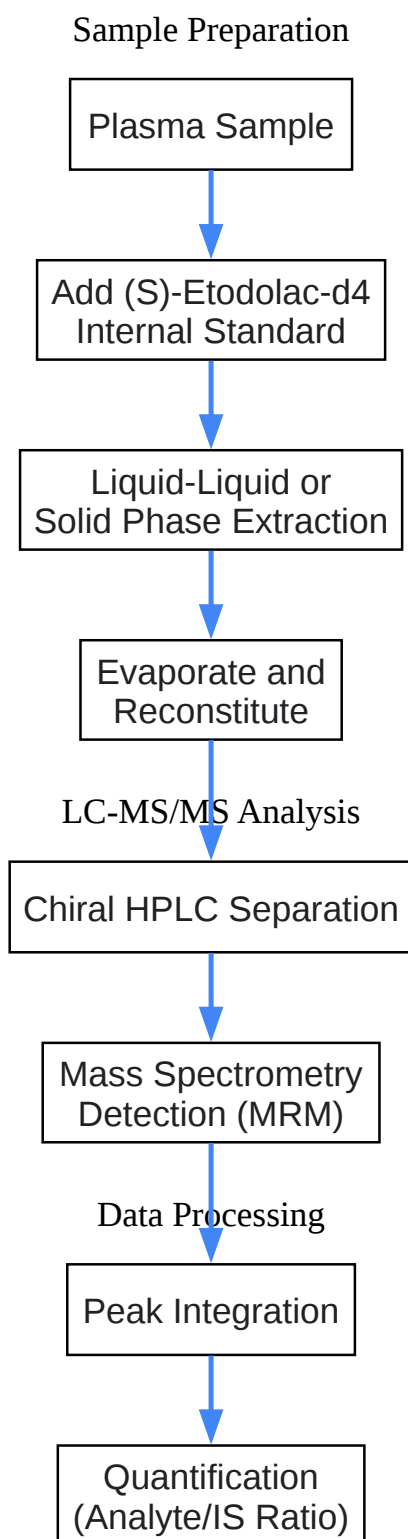 Sample Preparation
Plasma Sample
Add (S)-Etodolac-d4
Internal Standard
Liquid-Liquid or
Solid Phase Extraction
Evaporate and
Reconstitute
LC-MS/MS Analysis
Chiral HPLC Separation
Mass Spectrometry
Detection (MRM)
Data Processing
Peak Integration
Quantification
(Analyte/IS Ratio)